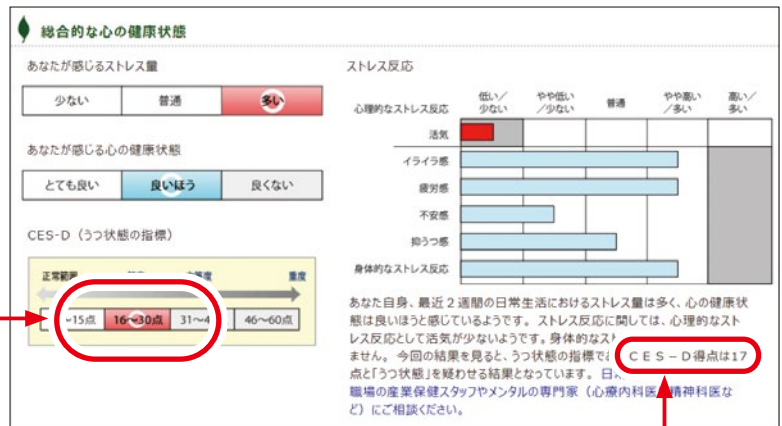 総合的な心の健康状態
あなたが感じるストレス量
少ない 普通 多い
あなたが感じる心の健康状態
とても良い 良いほう 良くない
CES-D（うつ状態の指標）
正常範囲 重度
～15点 16～30点 31～4 46～60点
ストレス反応
心理的なストレス反応 低い／少ない やや低い／少ない 普通 やや高い／多い 高い／多い
活気
イライラ感
疲労感
不安感
抑うつ感
身体的なストレス反応
あなた自身、最近２週間の日常生活におけるストレス量は多く、心の健康状
態は良いほうと感じているようです。 ストレス反応に関しては、心理的なスト
レス反応として活気が少ないようです。身体的なス
ません。 今回の結果を見ると、うつ状態の指標で ＣＥＳ－Ｄ得点は17
点と「うつ状態」を疑わせる結果となっています。
職場の産業保健スタッフやメンタルの専門家（心療内科医 精神科医な
ど）にご相談ください。